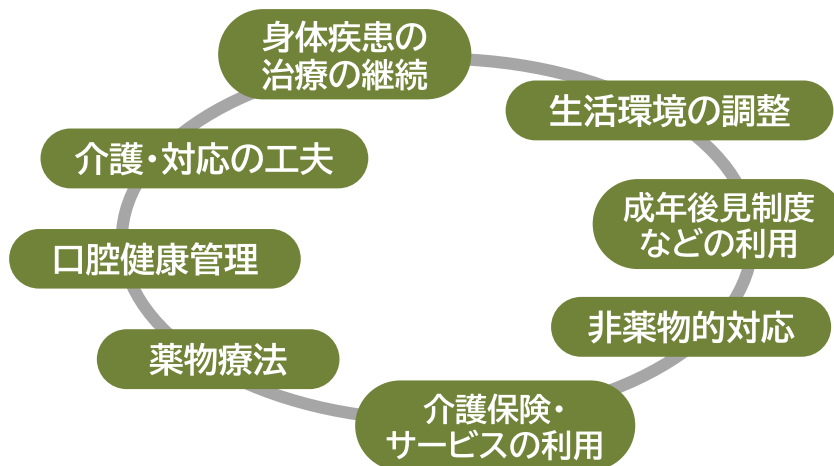 身体疾患の
治療の継続
生活環境の調整
介護・対応の工夫
成年後見制度
などの利用
口腔健康管理
非薬物的対応
薬物療法
介護保険・
サービスの利用